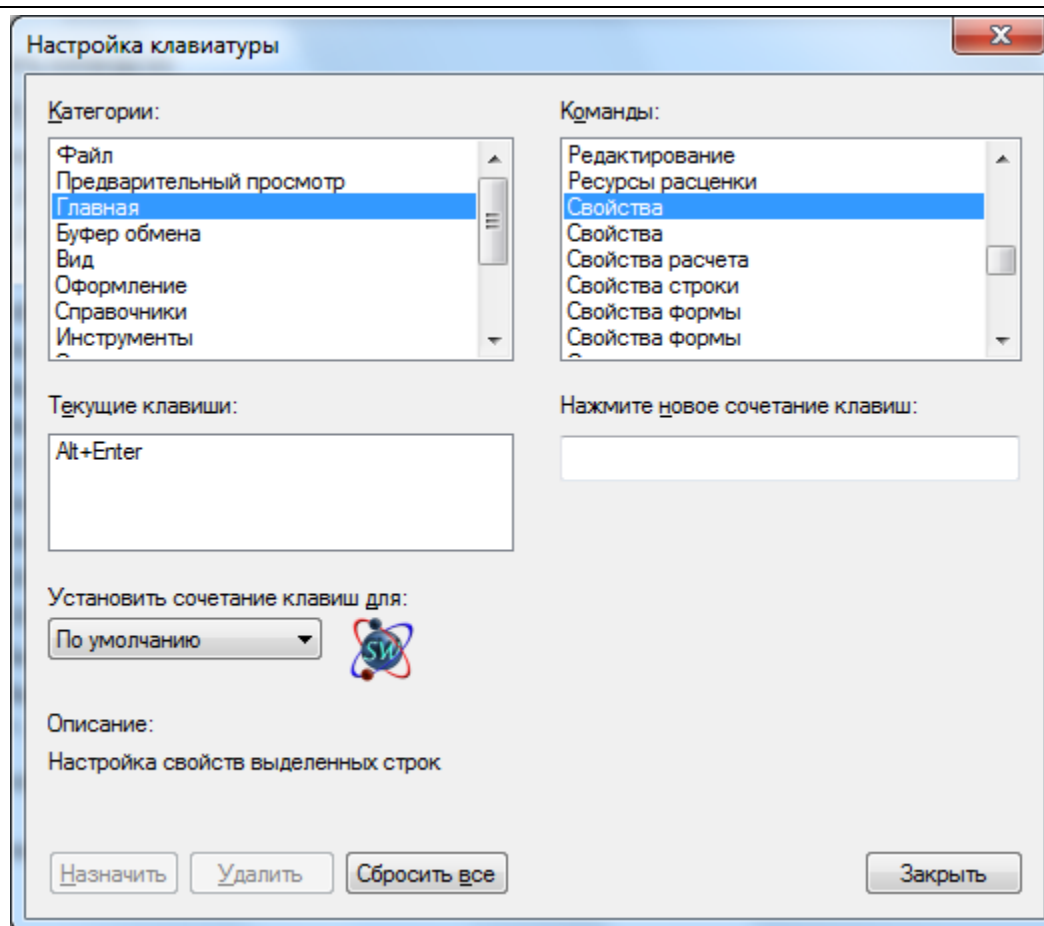 Настройка клавиатуры
Категории:
Файл
Предварительный просмотр
Главная
Буфер обмена
Вид
Оформление
Справочники
Инструменты
Команды:
Редактирование
Ресурсы расценки
Свойства
Свойства
Свойства расчета
Свойства строки
Свойства формы
Свойства формы
Текущие клавиши:
Alt+Enter
Нажмите новое сочетание клавиш:
Установить сочетание клавиш для:
По умолчанию
SW
Описание:
Настройка свойств выделенных строк
Назначить
Удалить
Сбросить все
Закрыть